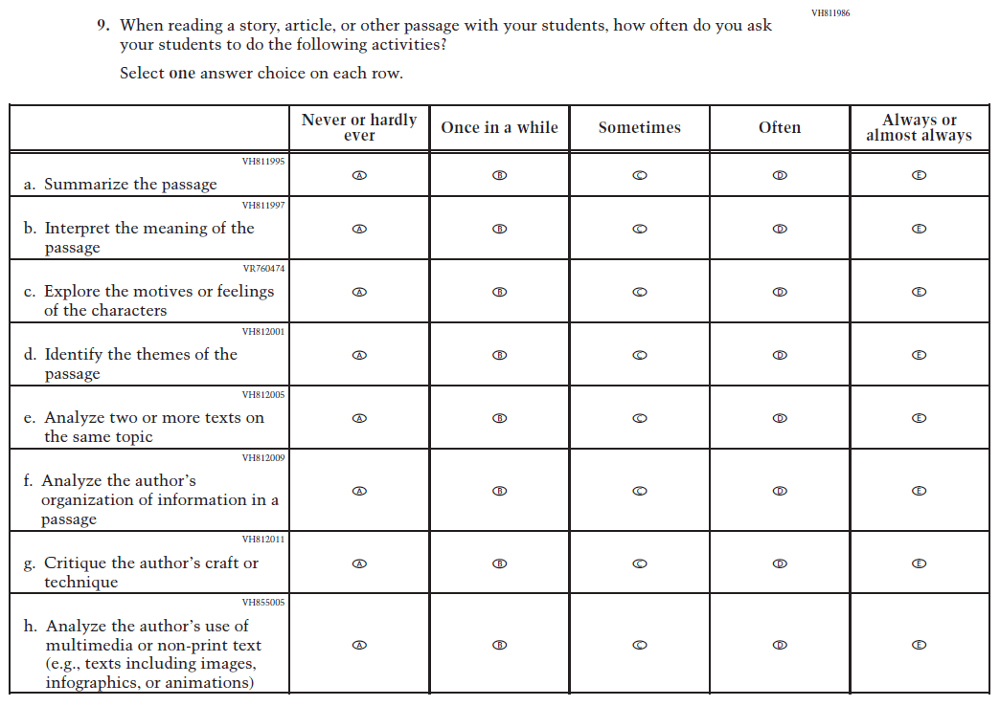 VH811986
9. When reading a story, article, or other passage with your students, how often do you ask
your students to do the following activities?
Select one answer choice on each row.
Never or hardly
ever
Once in a while
Sometimes
Often
Always or
almost always
VH811995
a. Summarize the passage
A B C D E
VH811997
b. Interpret the meaning of the
passage
A B C D E
VR760474
c. Explore the motives or feelings
of the characters
A B C D E
VH812001
d. Identify the themes of the
passage
A B C D E
VH812005
e. Analyze two or more texts on
the same topic
A B C D E
VH812009
f. Analyze the author's
organization of information in a
passage
A B C D E
VH812011
g. Critique the author's craft or
technique
A B C D E
VH855005
h. Analyze the author's use of
multimedia or non-print text
(e.g., texts including images,
infographics, or animations)
A B C D E